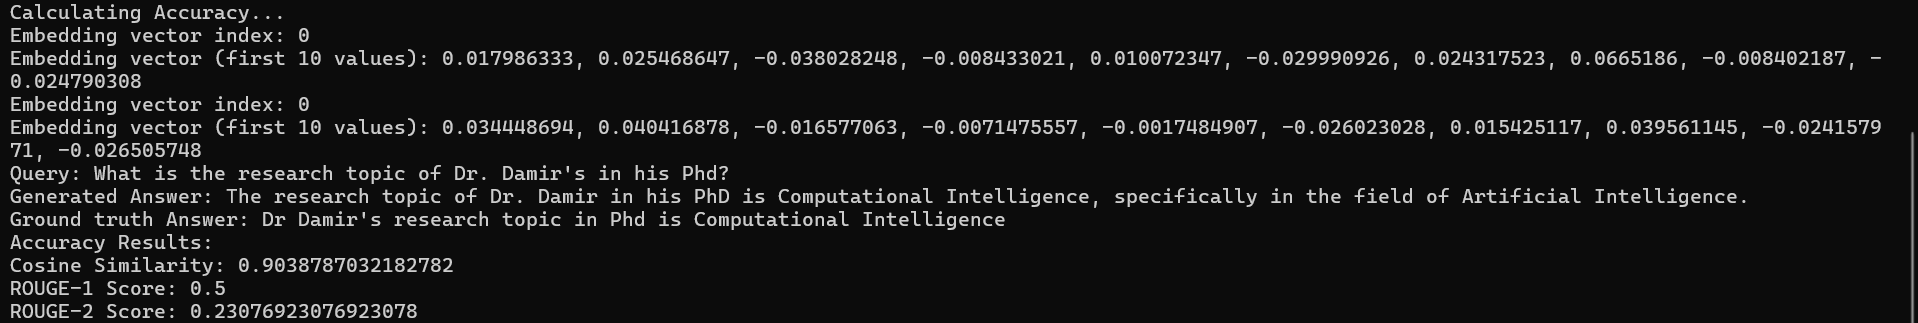 Calculating Accuracy...
Embedding vector index: 0
Embedding vector (first 10 values): 0.017986333, 0.025468647, -0.038028248, -0.008433021, 0.010072347, -0.029990926, 0.024317523, 0.0665186, -0.008402187, -
0.024790308
Embedding vector index: 0
Embedding vector (first 10 values): 0.034448694, 0.040416878, -0.016577063, -0.0071475557, -0.0017484907, -0.026023028, 0.015425117, 0.039561145, -0.0241579
71, -0.026505748
Query: What is the research topic of Dr. Damir's in his Phd?
Generated Answer: The research topic of Dr. Damir in his PhD is Computational Intelligence, specifically in the field of Artificial Intelligence.
Ground truth Answer: Dr Damir's research topic in Phd is Computational Intelligence
Accuracy Results:
Cosine Similarity: 0.9038787032182782
ROUGE-1 Score: 0.5
ROUGE-2 Score: 0.23076923076923078